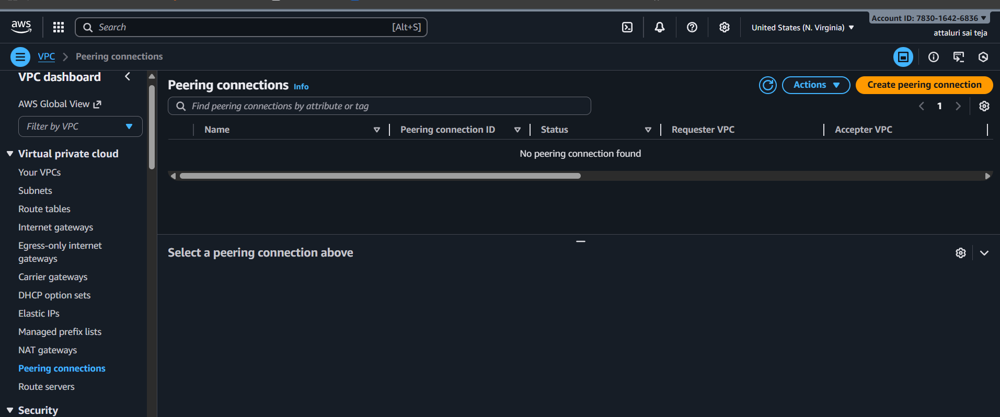 aws
Search [Alt+S]
United States (N. Virginia)
Account ID: 7830-1642-6836
attaluri sai teja
VPC
Peering connections
VPC dashboard
AWS Global View
Filter by VPC
Virtual private cloud
Your VPCs
Subnets
Route tables
Internet gateways
Egress-only internet
gateways
Carrier gateways
DHCP option sets
Elastic IPs
Managed prefix lists
NAT gateways
Peering connections
Route servers
Security
Peering connections Info
Actions
Create peering connection
Find peering connections by attribute or tag
1
Name Peering connection ID Status Requester VPC Accepter VPC
No peering connection found
Select a peering connection above